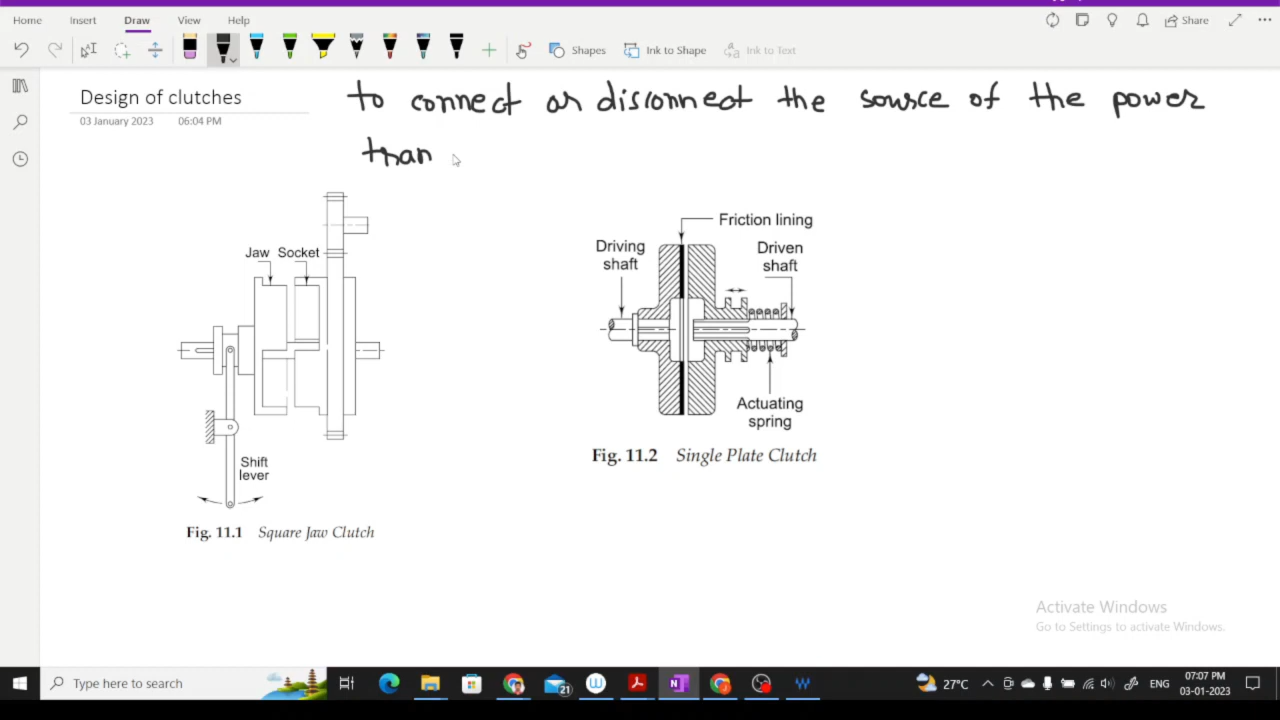 Home Insert Draw View Help
Share
Shapes Ink to Shape Ink to Text
Design of clutches
03 January 2023 06:04 PM
to connect or disconnect the source of the power
tran
Jaw Socket
Shift
lever
Fig. 11.1 Square Jaw Clutch
Friction lining
Driving
shaft
Driven
shaft
Actuating
spring
Fig. 11.2 Single Plate Clutch
Activate Windows
Go to Settings to activate Windows.
Type here to search
21
27°C
ENG
07:07 PM
03-01-2023